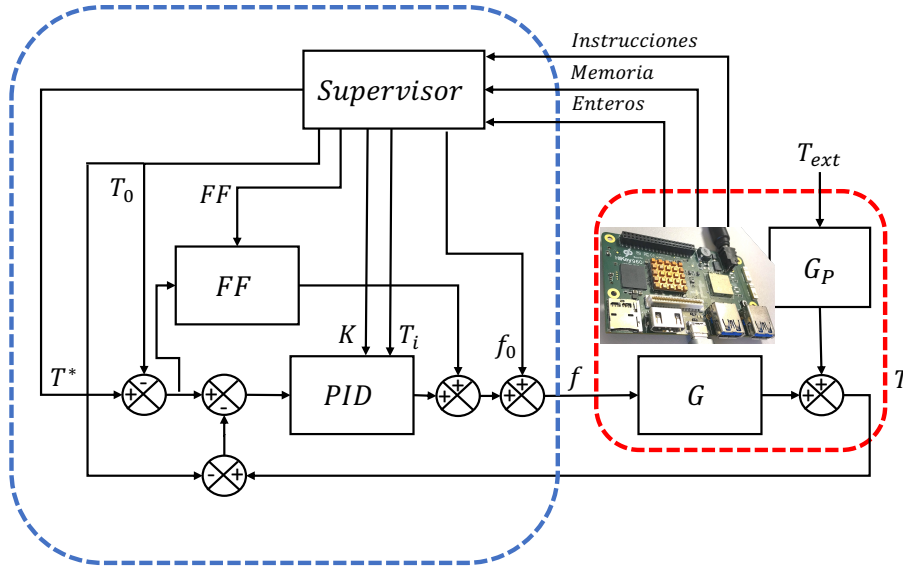 Instrucciones
Supervisor
Memoria
Enteros
T_ext
T_0
FF
FF
G_P
K
T_i
f_0
T*
PID
f
G
T
- + + - + + + + + + - +